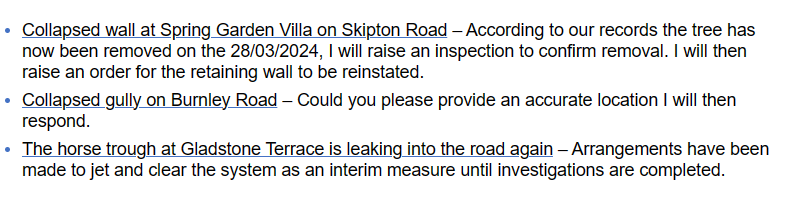 • Collapsed wall at Spring Garden Villa on Skipton Road – According to our records the tree has
now been removed on the 28/03/2024, I will raise an inspection to confirm removal. I will then
raise an order for the retaining wall to be reinstated.
• Collapsed gully on Burnley Road – Could you please provide an accurate location I will then
respond.
• The horse trough at Gladstone Terrace is leaking into the road again – Arrangements have been
made to jet and clear the system as an interim measure until investigations are completed.